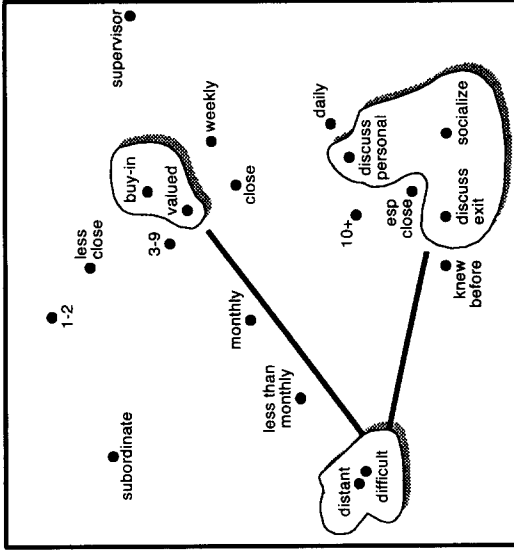 1-2
less
close
supervisor
subordinate
buy-in
3-9
valued
weekly
monthly
close
less than
monthly
daily
distant
10+
discuss
personal
difficult
esp
close
knew
before
discuss
exit
socialize